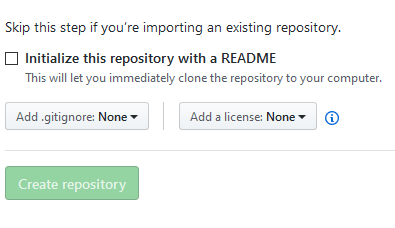 Skip this step if you're importing an existing repository.
Initialize this repository with a README
This will let you immediately clone the repository to your computer.
Add .gitignore: None Add a license: None
Create repository